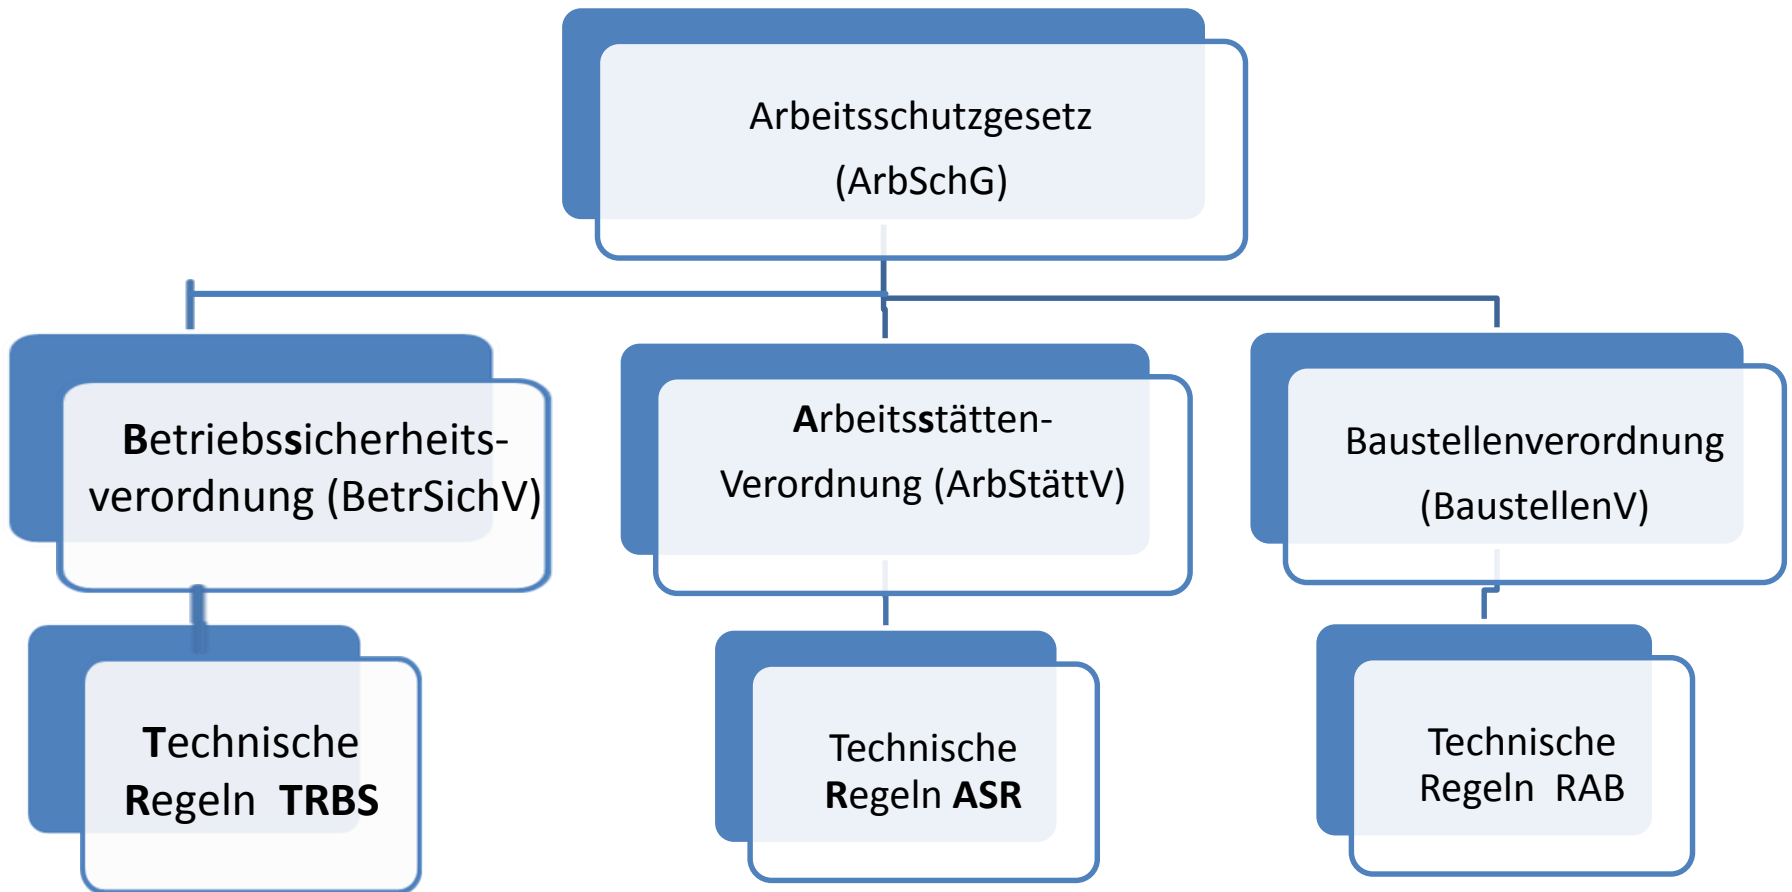 Arbeitsschutzgesetz
(ArbSchG)
Betriebssicherheits-
verordnung (BetrSichV)
Arbeitsstätten-
Verordnung (ArbStättV)
Baustellenverordnung
(BaustellenV)
Technische
Regeln TRBS
Technische
Regeln ASR
Technische
Regeln RAB